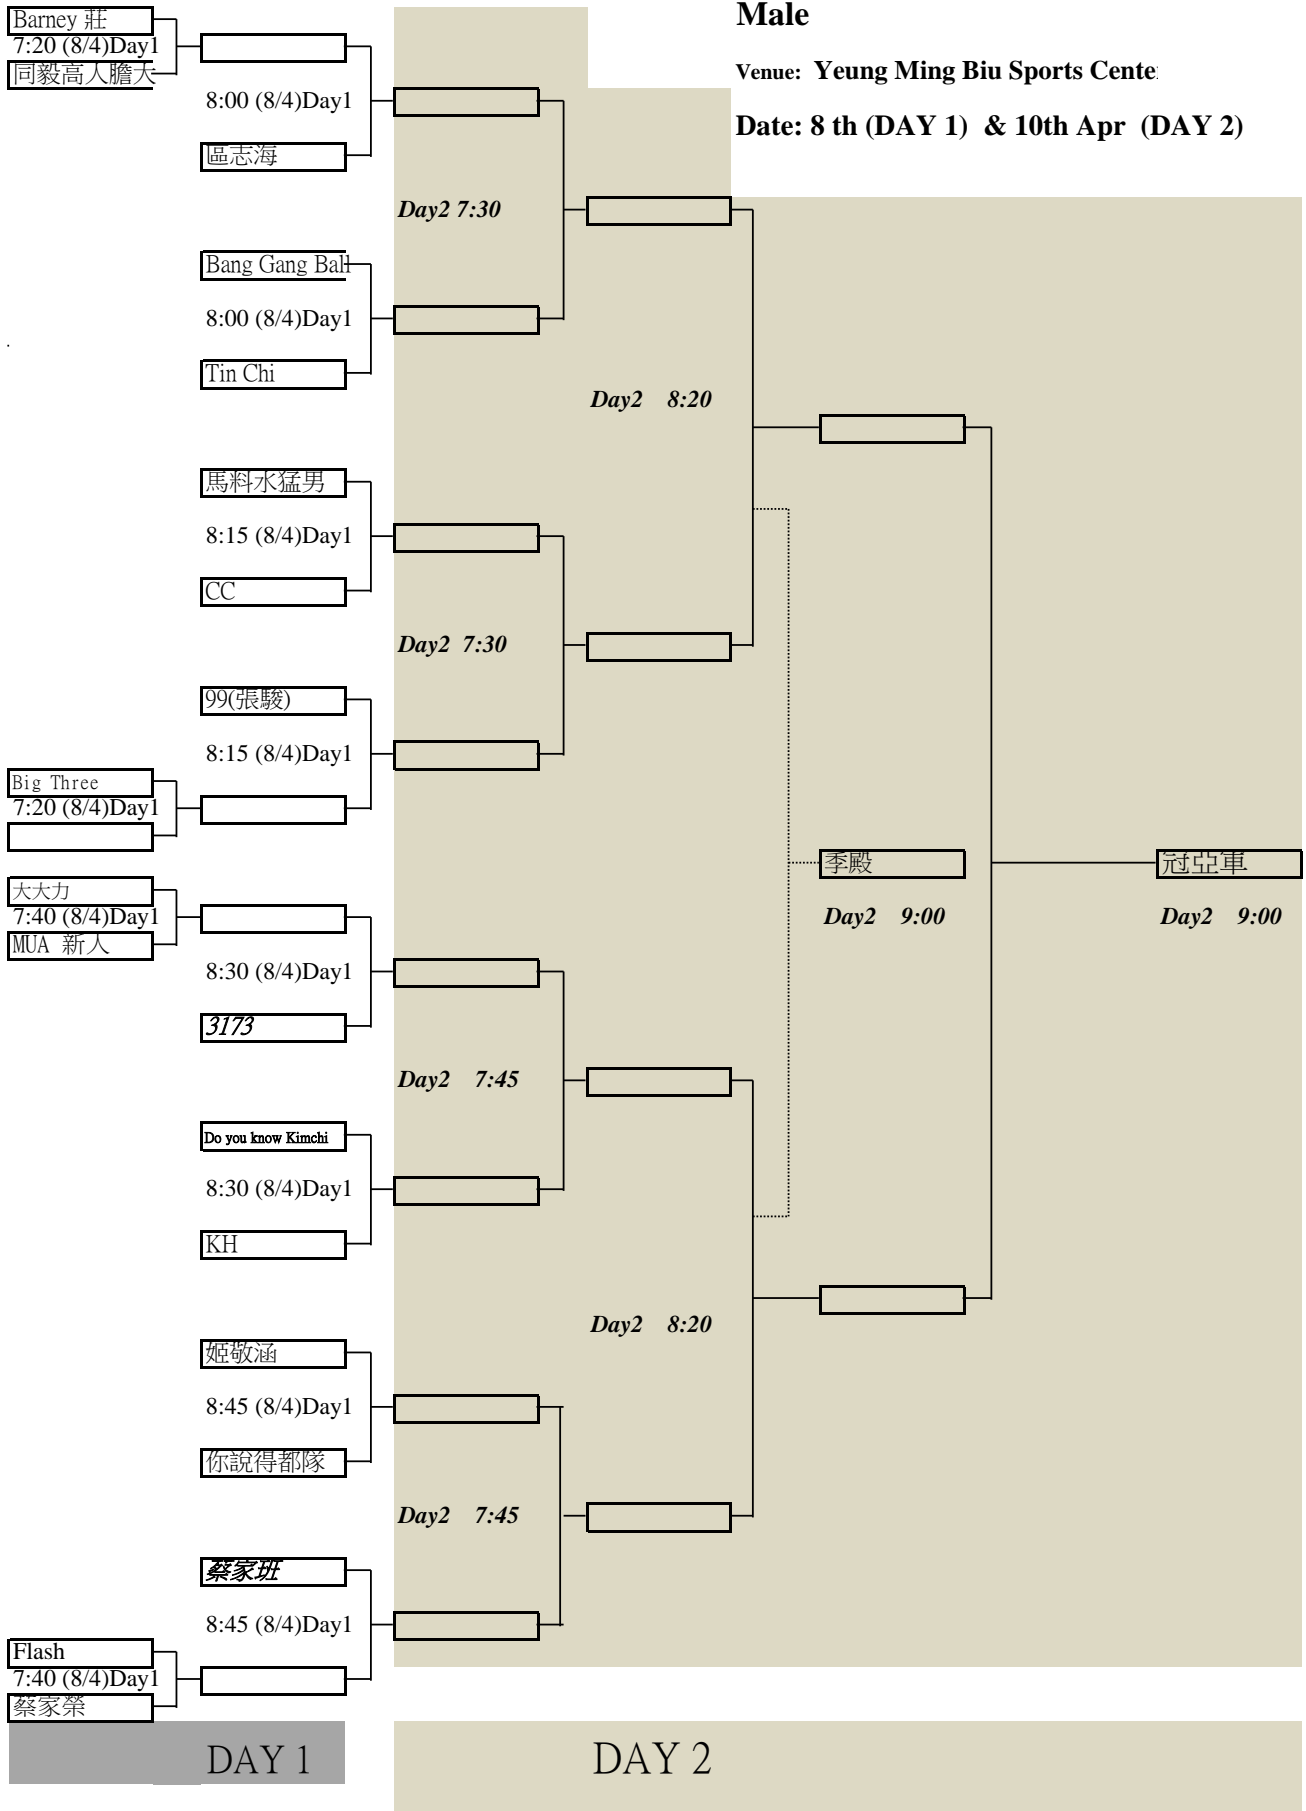 Male
Venue: Yeung Ming Biu Sports Cente
Date: 8 th (DAY 1) & 10th Apr (DAY 2)
Barney 莊
7:20 (8/4)Day1
同毅高人膽大
8:00 (8/4)Day1
區志海
Day2 7:30
Bang Gang Ball
8:00 (8/4)Day1
Tin Chi
Day2 8:20
馬料水猛男
8:15 (8/4)Day1
CC
Day2 7:30
99(張駿)
8:15 (8/4)Day1
Big Three
7:20 (8/4)Day1
季殿
冠亞軍
Day2 9:00
Day2 9:00
大大力
7:40 (8/4)Day1
MUA 新人
8:30 (8/4)Day1
3173
Day2 7:45
Do you know Kimchi
8:30 (8/4)Day1
KH
Day2 8:20
姬敬涵
8:45 (8/4)Day1
你說得都隊
Day2 7:45
蔡家班
8:45 (8/4)Day1
Flash
7:40 (8/4)Day1
蔡家榮
DAY 1
DAY 2